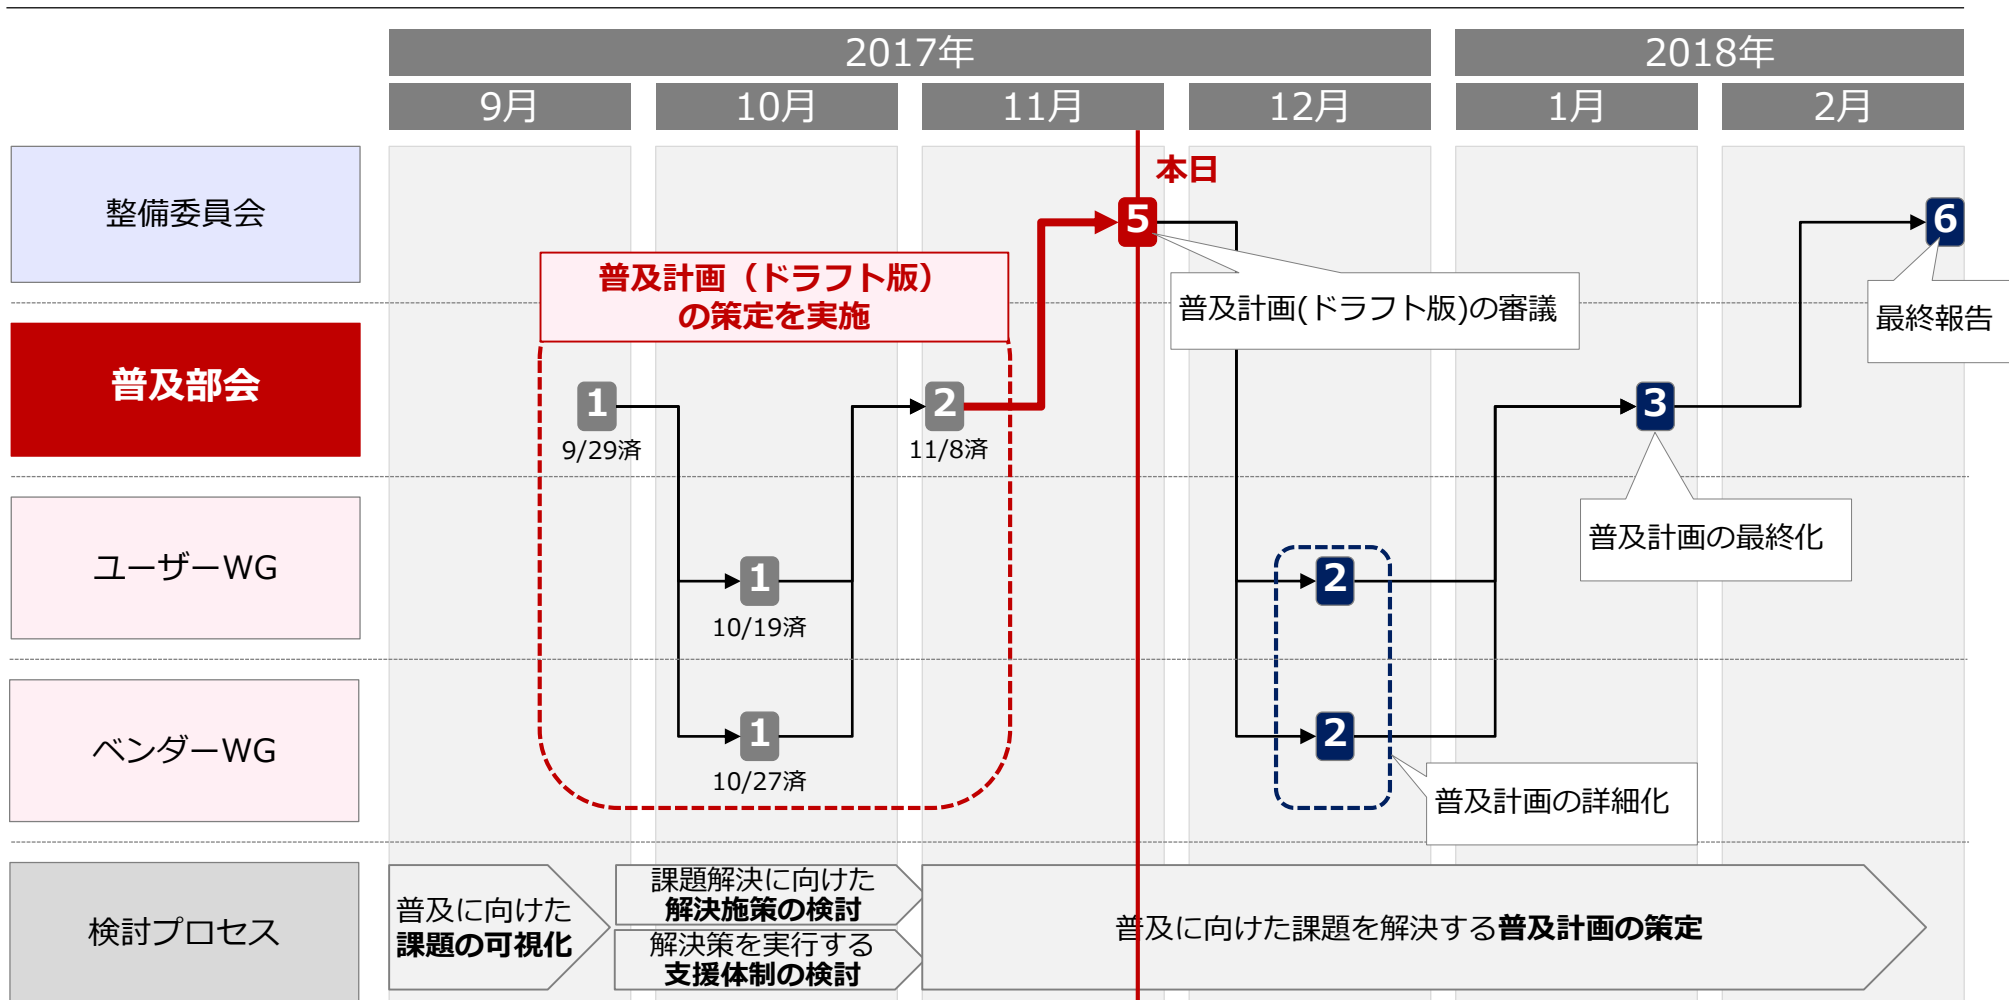 2017年
2018年
9月
10月
11月
12月
1月
2月
本日
整備委員会
5
6
普及計画（ドラフト版）
の策定を実施
普及計画(ドラフト版)の審議
最終報告
普及部会
1
9/29済
2
11/8済
3
普及計画の最終化
ユーザーWG
1
10/19済
2
ベンダーWG
1
10/27済
2
普及計画の詳細化
検討プロセス
普及に向けた
課題の可視化
課題解決に向けた
解決施策の検討
解決策を実行する
支援体制の検討
普及に向けた課題を解決する普及計画の策定